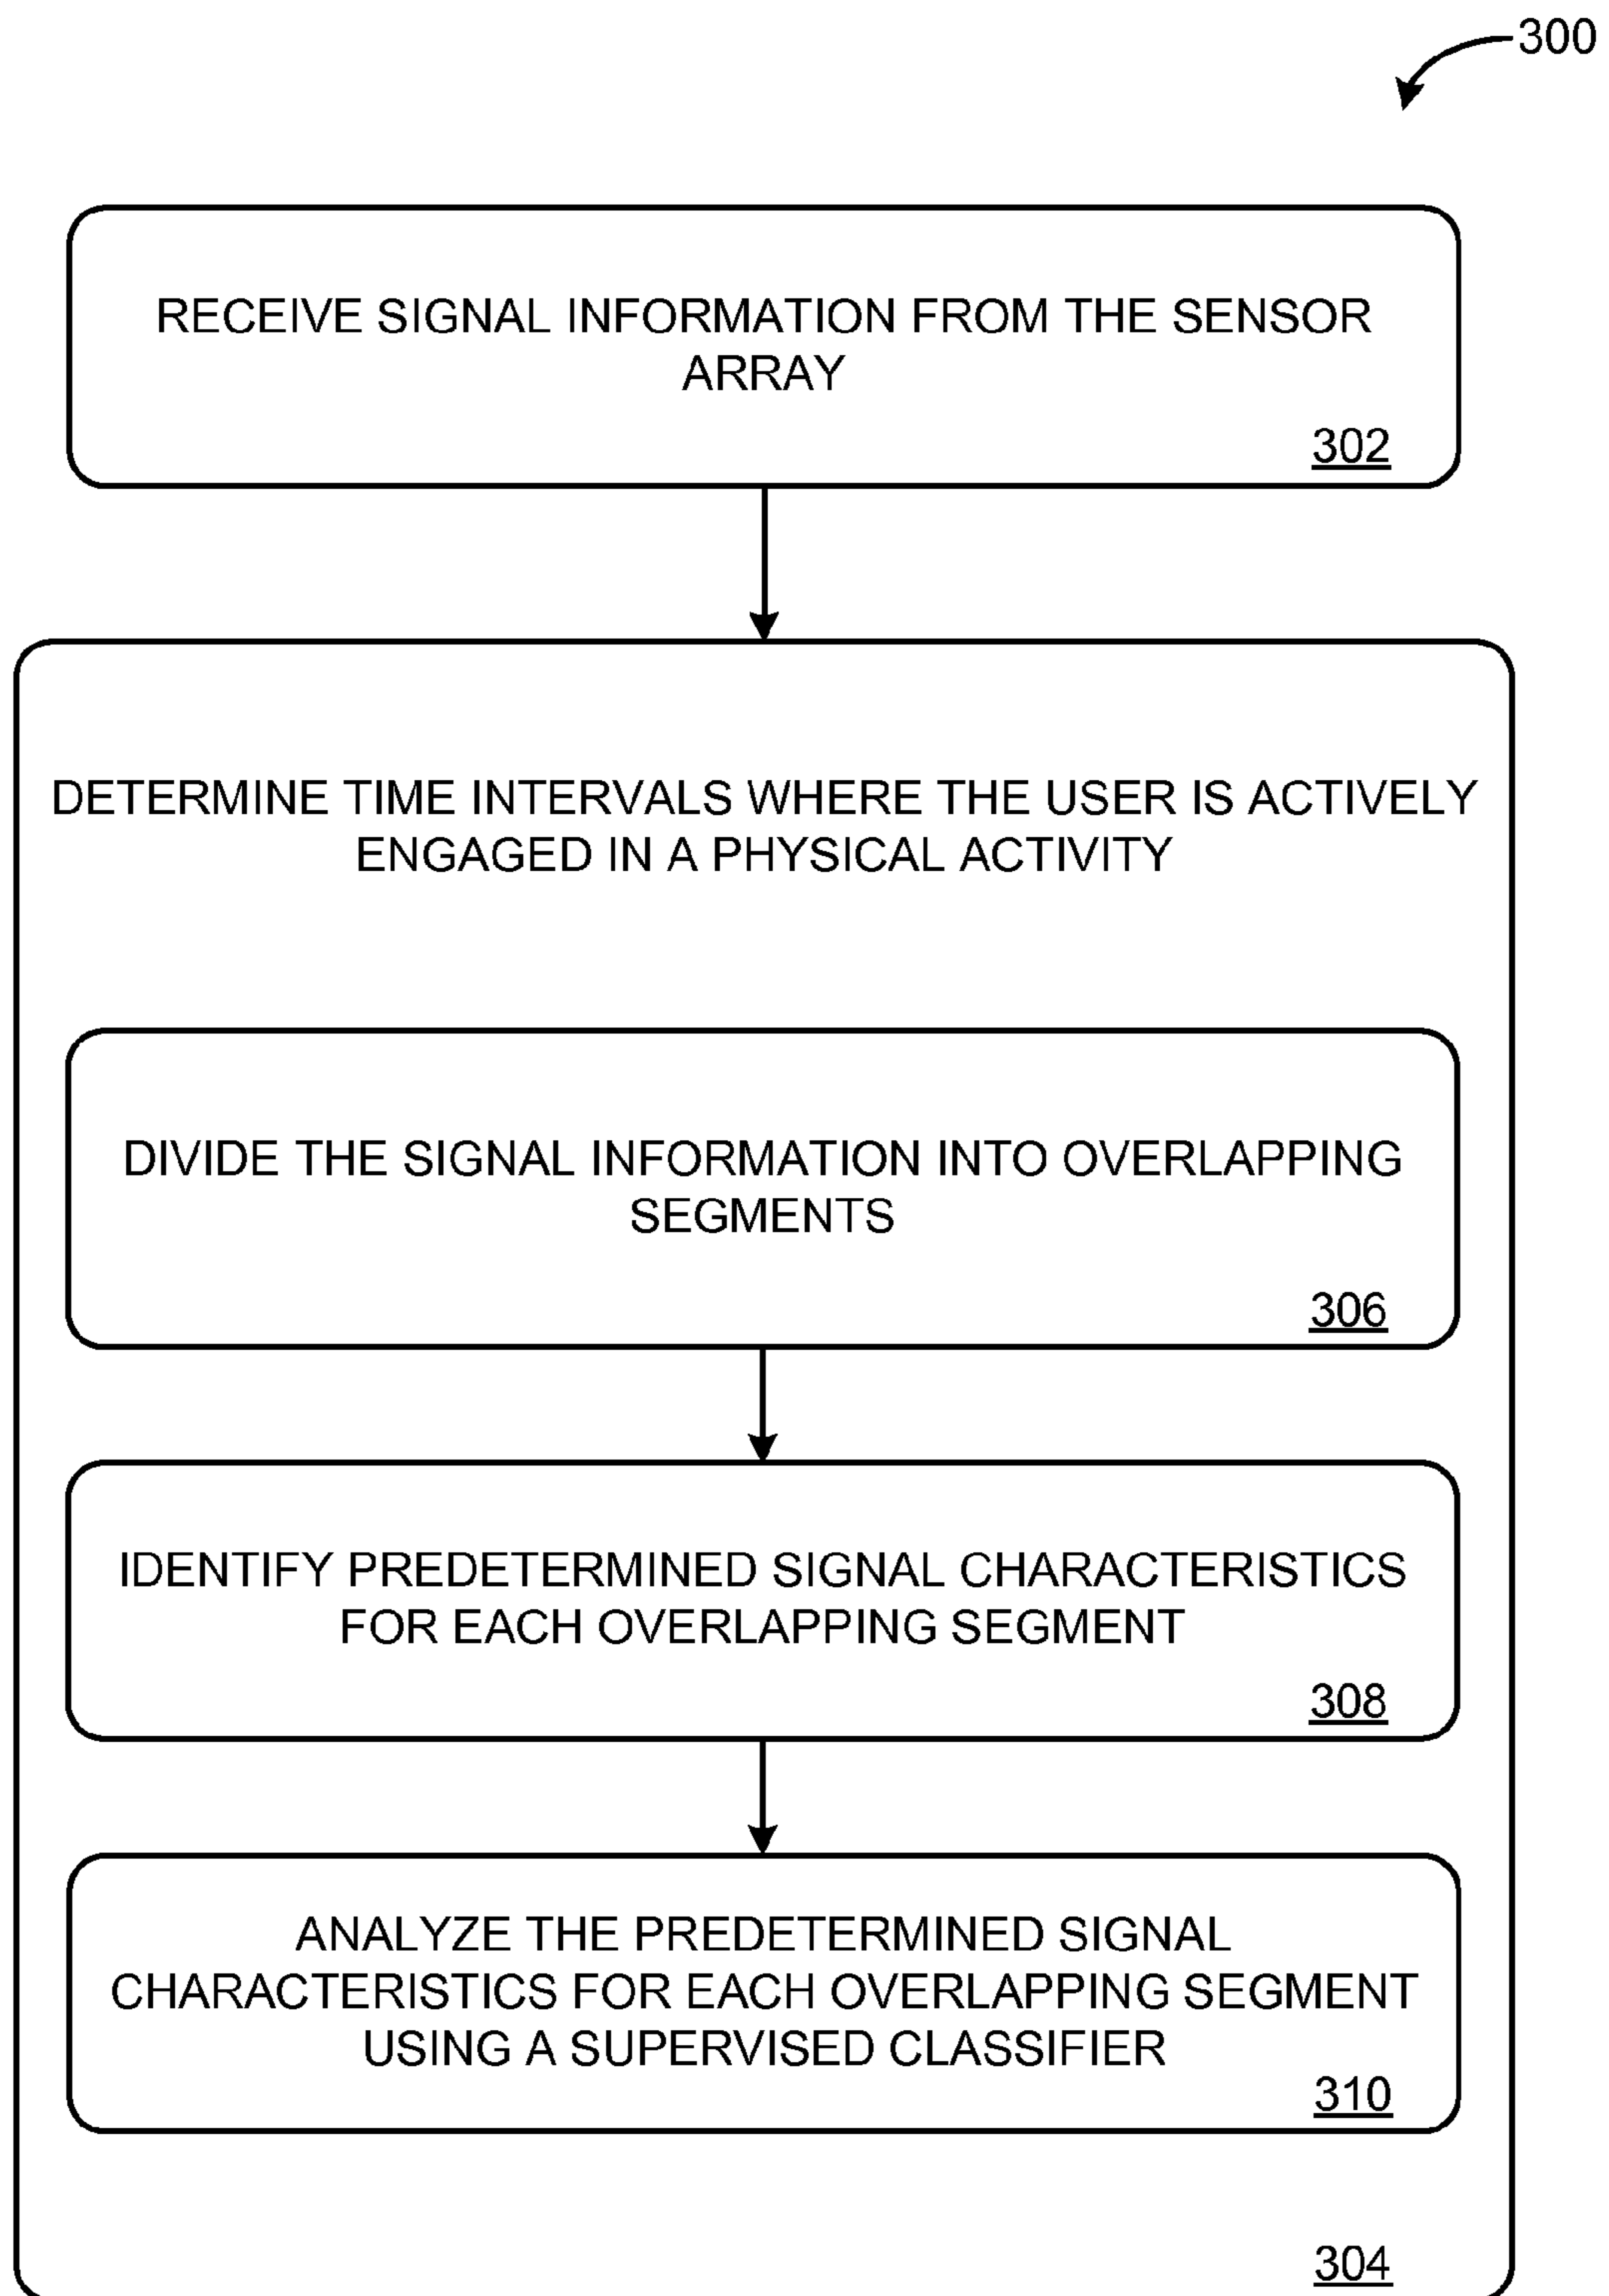 300
RECEIVE SIGNAL INFORMATION FROM THE SENSOR
ARRAY
302
DETERMINE TIME INTERVALS WHERE THE USER IS ACTIVELY
ENGAGED IN A PHYSICAL ACTIVITY
DIVIDE THE SIGNAL INFORMATION INTO OVERLAPPING
SEGMENTS
306
IDENTIFY PREDETERMINED SIGNAL CHARACTERISTICS
FOR EACH OVERLAPPING SEGMENT
308
ANALYZE THE PREDETERMINED SIGNAL
CHARACTERISTICS FOR EACH OVERLAPPING SEGMENT
USING A SUPERVISED CLASSIFIER
310
304